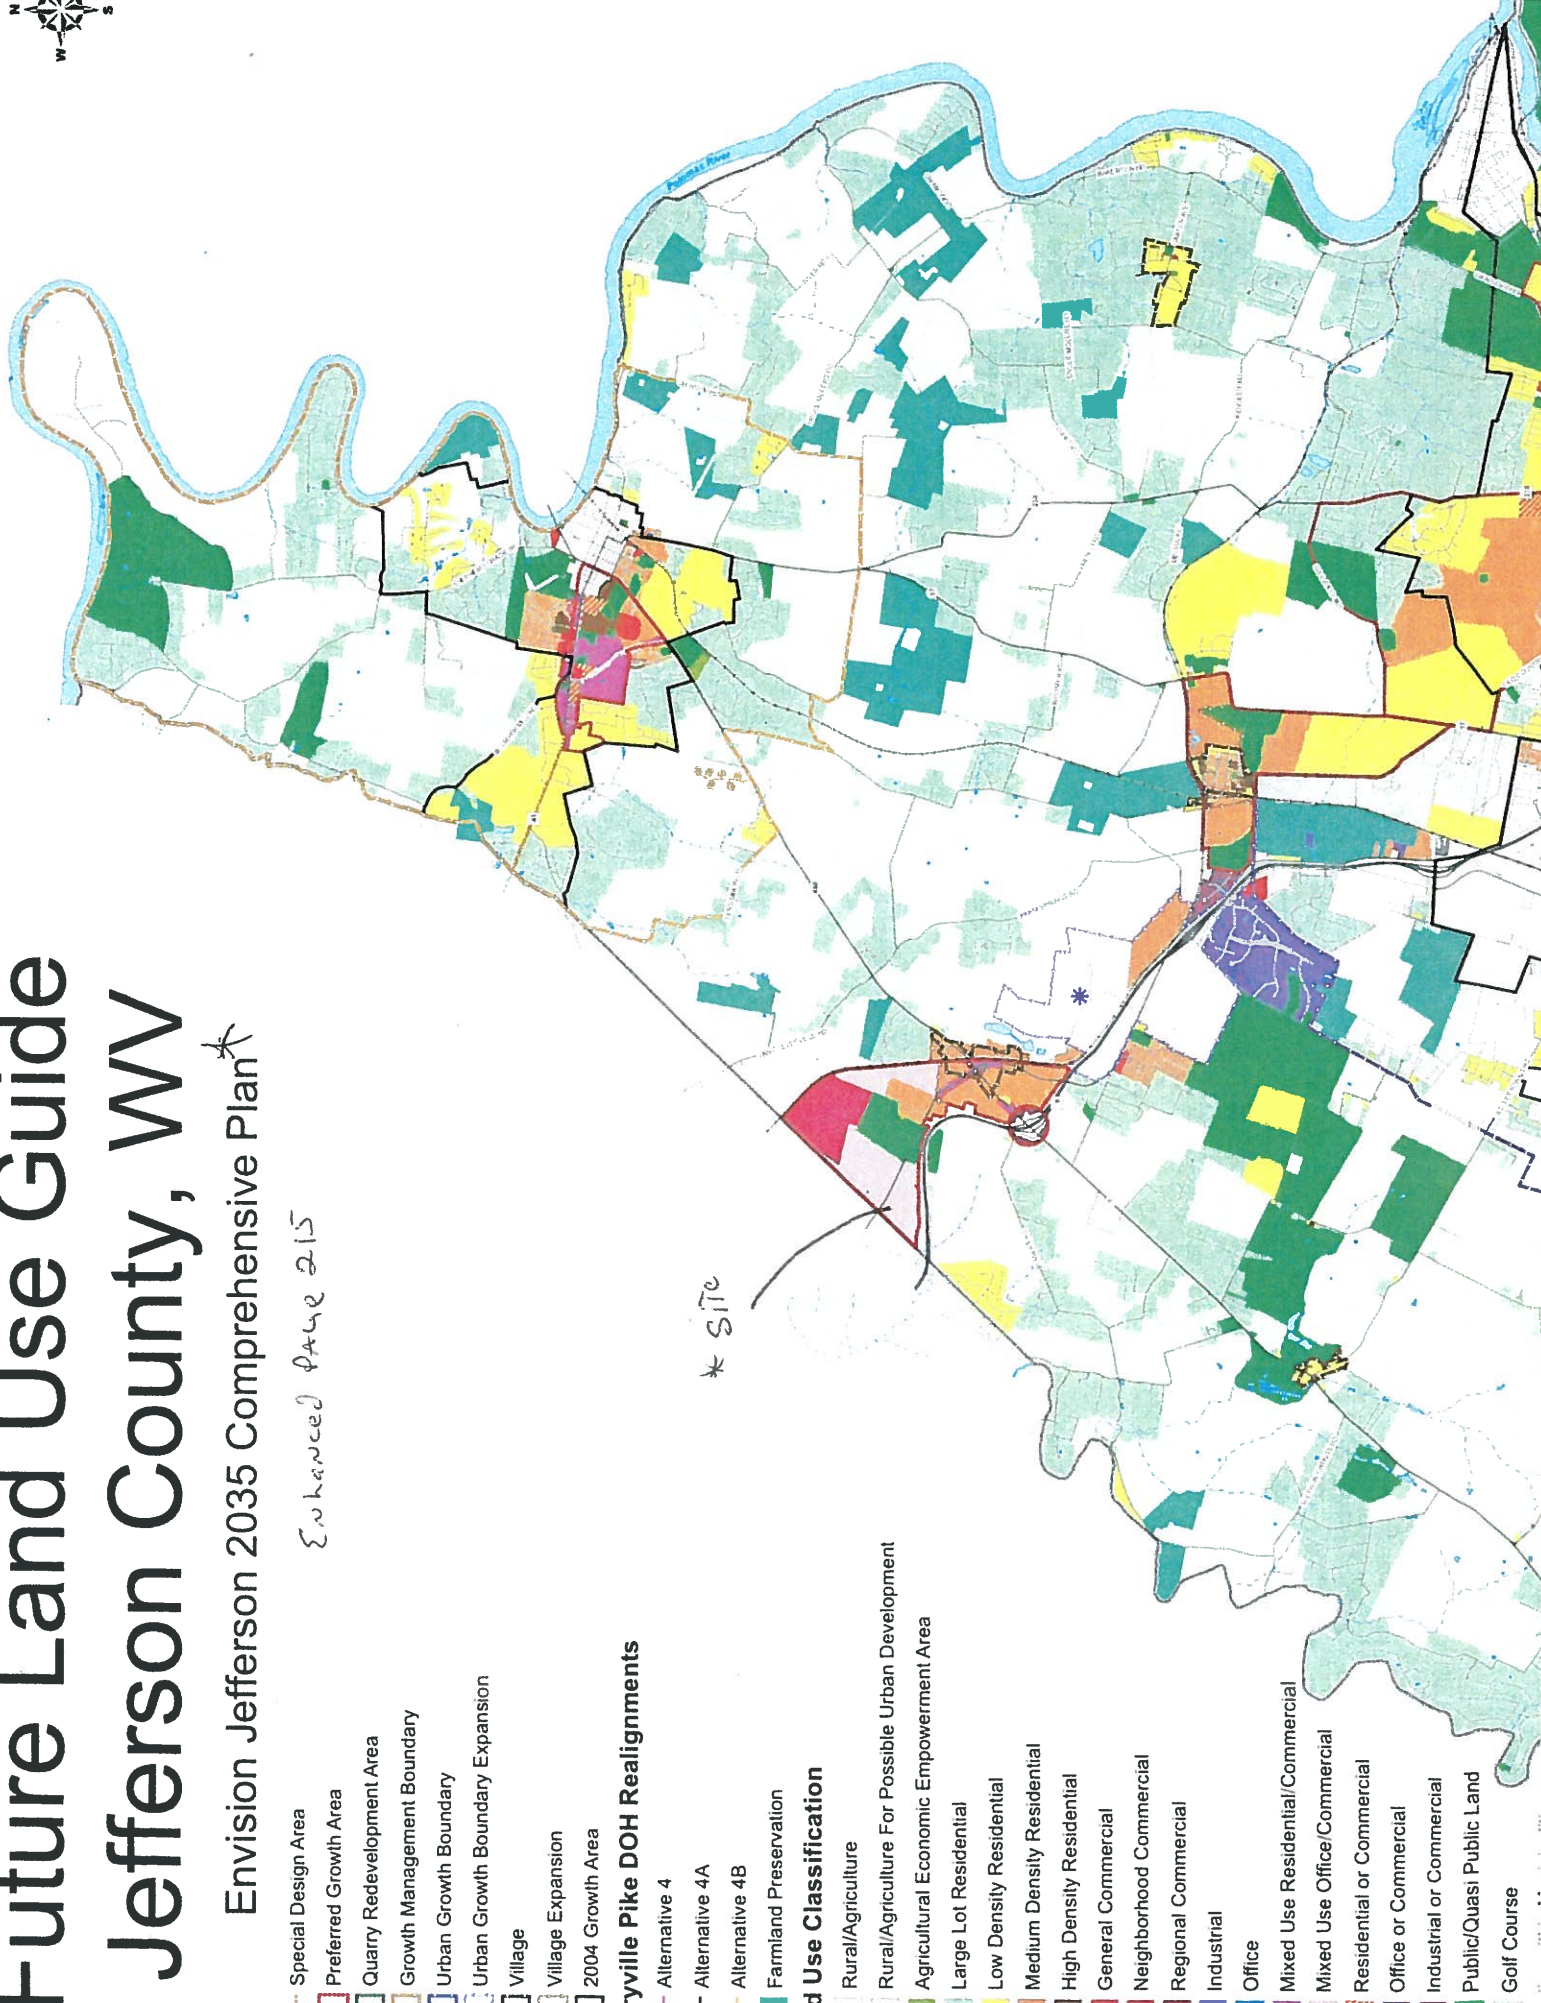 Future Land Use Guide
Jefferson County, WV
Envision Jefferson 2035 Comprehensive Plan*
Enhanced Page 215
* Site
N
S
W
Special Design Area
Preferred Growth Area
Quarry Redevelopment Area
Growth Management Boundary
Urban Growth Boundary
Urban Growth Boundary Expansion
Village
Village Expansion
2004 Growth Area
ryville Pike DOH Realignments
Alternative 4
Alternative 4A
Alternative 4B
Farmland Preservation
d Use Classification
Rural/Agriculture
Rural/Agriculture For Possible Urban Development
Agricultural Economic Empowerment Area
Large Lot Residential
Low Density Residential
Medium Density Residential
High Density Residential
General Commercial
Neighborhood Commercial
Regional Commercial
Industrial
Office
Mixed Use Residential/Commercial
Mixed Use Office/Commercial
Residential or Commercial
Office or Commercial
Industrial or Commercial
Public/Quasi Public Land
Golf Course
Potomac River